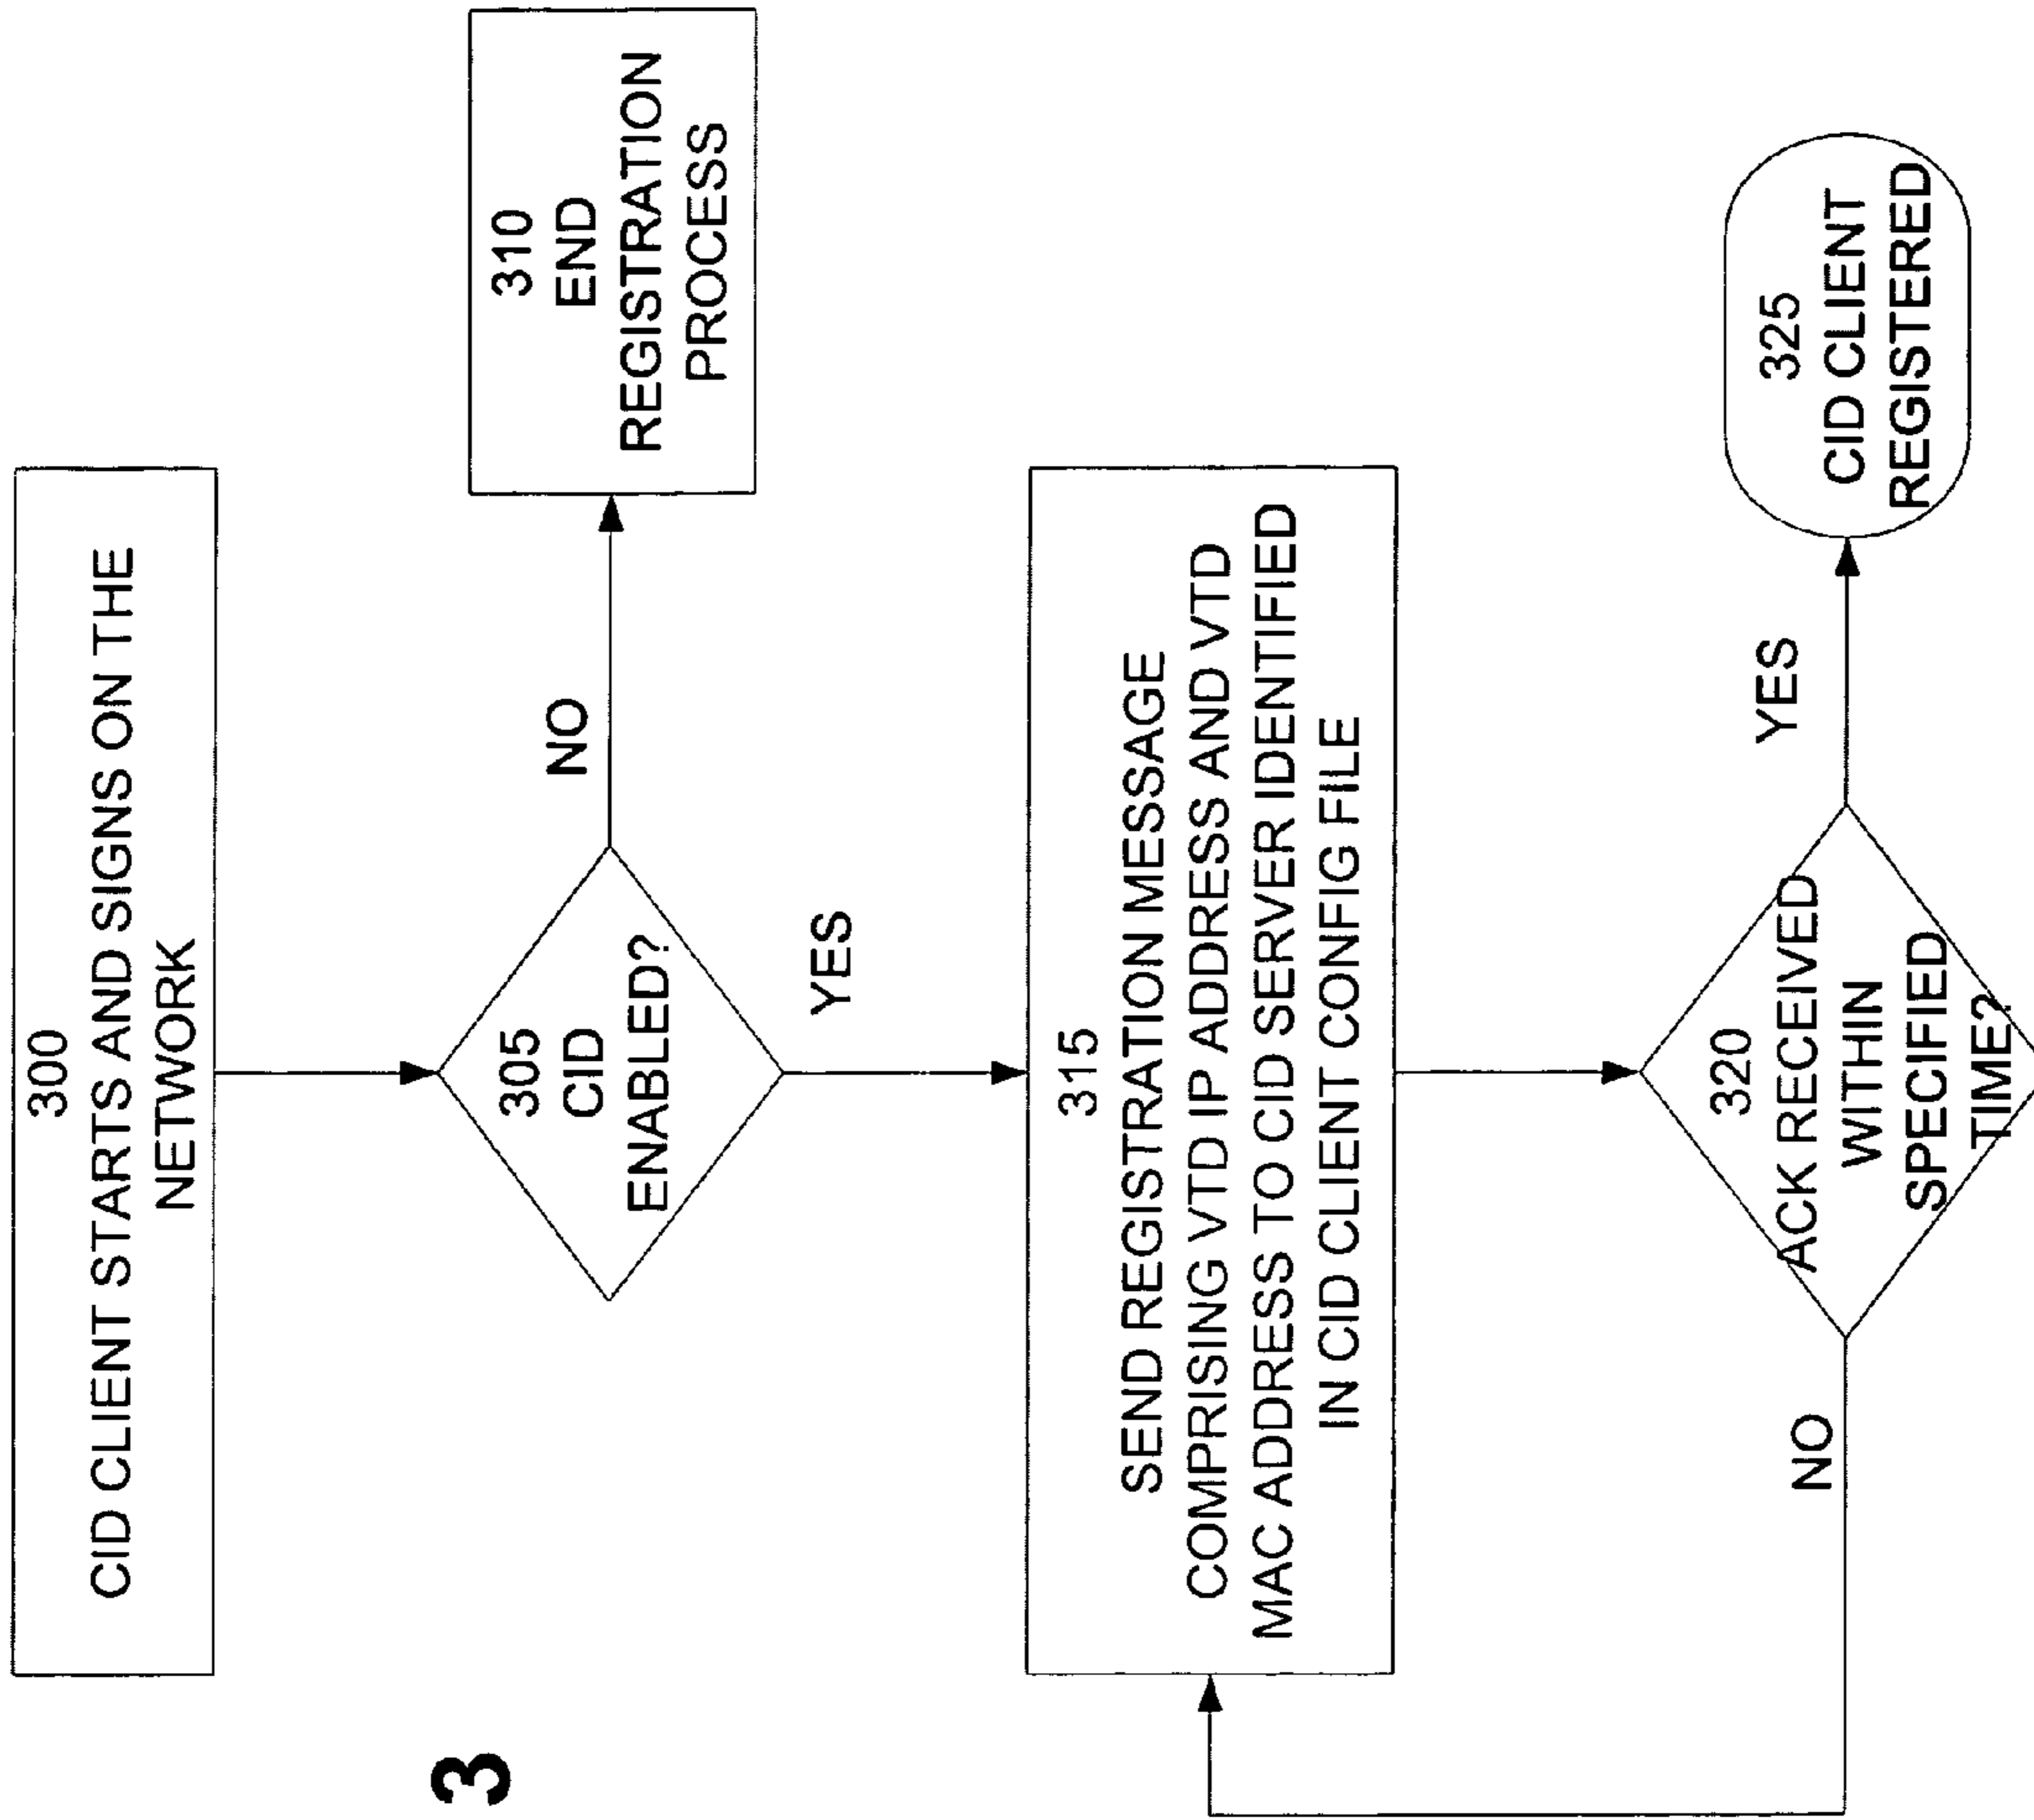 300
CID CLIENT STARTS AND SIGNS ON THE
NETWORK
305
CID
ENABLED?
NO
310
END
REGISTRATION
PROCESS
YES
315
SEND REGISTRATION MESSAGE
COMPRISING VTD IP ADDRESS AND VTD
MAC ADDRESS TO CID SERVER IDENTIFIED
IN CID CLIENT CONFIG FILE
320
ACK RECEIVED
WITHIN
SPECIFIED
TIME?
YES
325
CID CLIENT
REGISTERED
NO
3